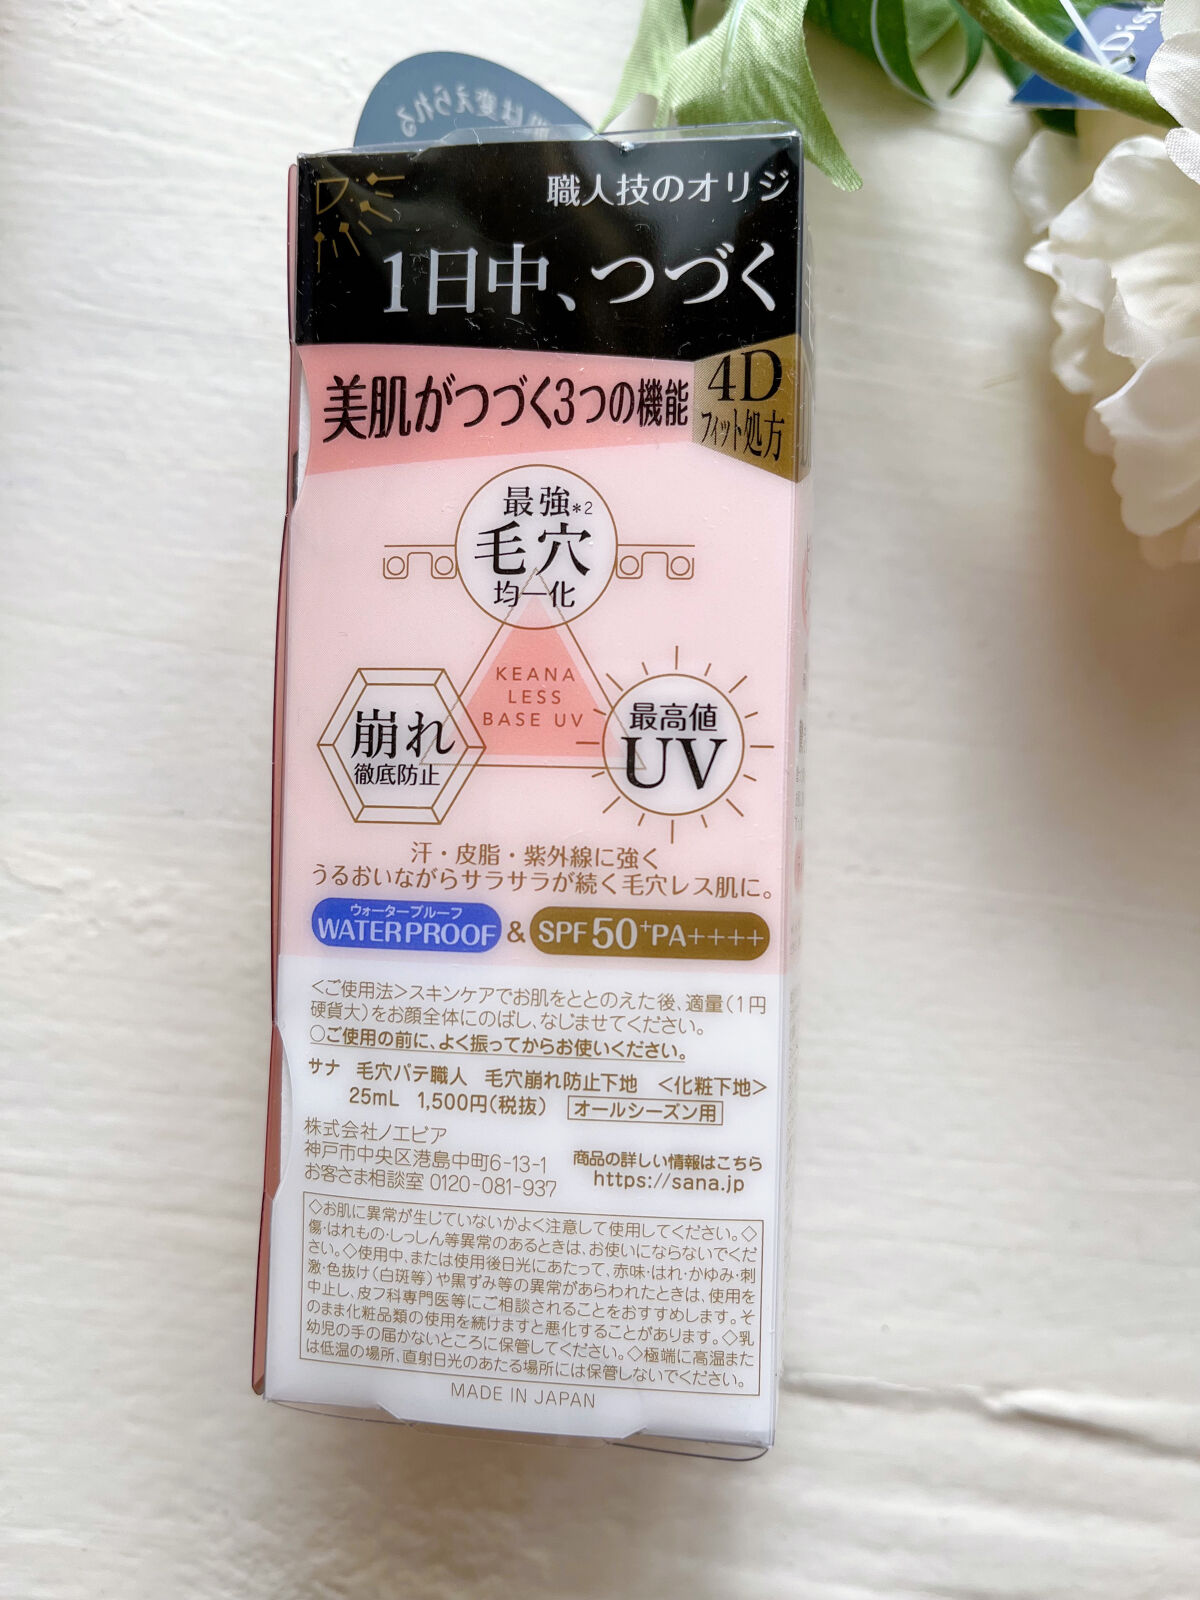 は変えられる
職人技のオリジ
1日中、つづく
美肌がつづく3つの機能
4D
フィット処方
最強*2
毛穴
均一化
KEANA
LESS
BASE UV
崩れ
徹底防止
最高値
UV
汗・皮脂・紫外線に強く
うるおいながらサラサラが続く毛穴レス肌に。
ウォータープルーフ
WATERPROOF & SPF50+PA++++
<ご使用法>スキンケアでお肌をととのえた後、適量(1円
硬貨大)をお顔全体にのばし、なじませてください。
○ご使用の前に、よく振ってからお使いください。
サナ 毛穴パテ職人 毛穴崩れ防止下地 <化粧下地>
25mL 1,500円(税抜) オールシーズン用
株式会社ノエビア
神戸市中央区港島中町6-13-1
お客さま相談室 0120-081-937
商品の詳しい情報はこちら
https://sana.jp
◇お肌に異常が生じていないかよく注意して使用してください。◇
傷・はれもの・しっしん等異常のあるときは、お使いにならないでくだ
さい。◇使用中、または使用後日光にあたって、赤味・はれ・かゆみ・刺
激・色抜け(白斑等)や黒ずみ等の異常があらわれたときは、使用を
中止し、皮フ科専門医等にご相談されることをおすすめします。そ
のまま化粧品類の使用を続けますと悪化することがあります。◇乳
幼児の手の届かないところに保管してください。◇極端に高温また
は低温の場所、直射日光のあたる場所には保管しないでください。
MADE IN JAPAN